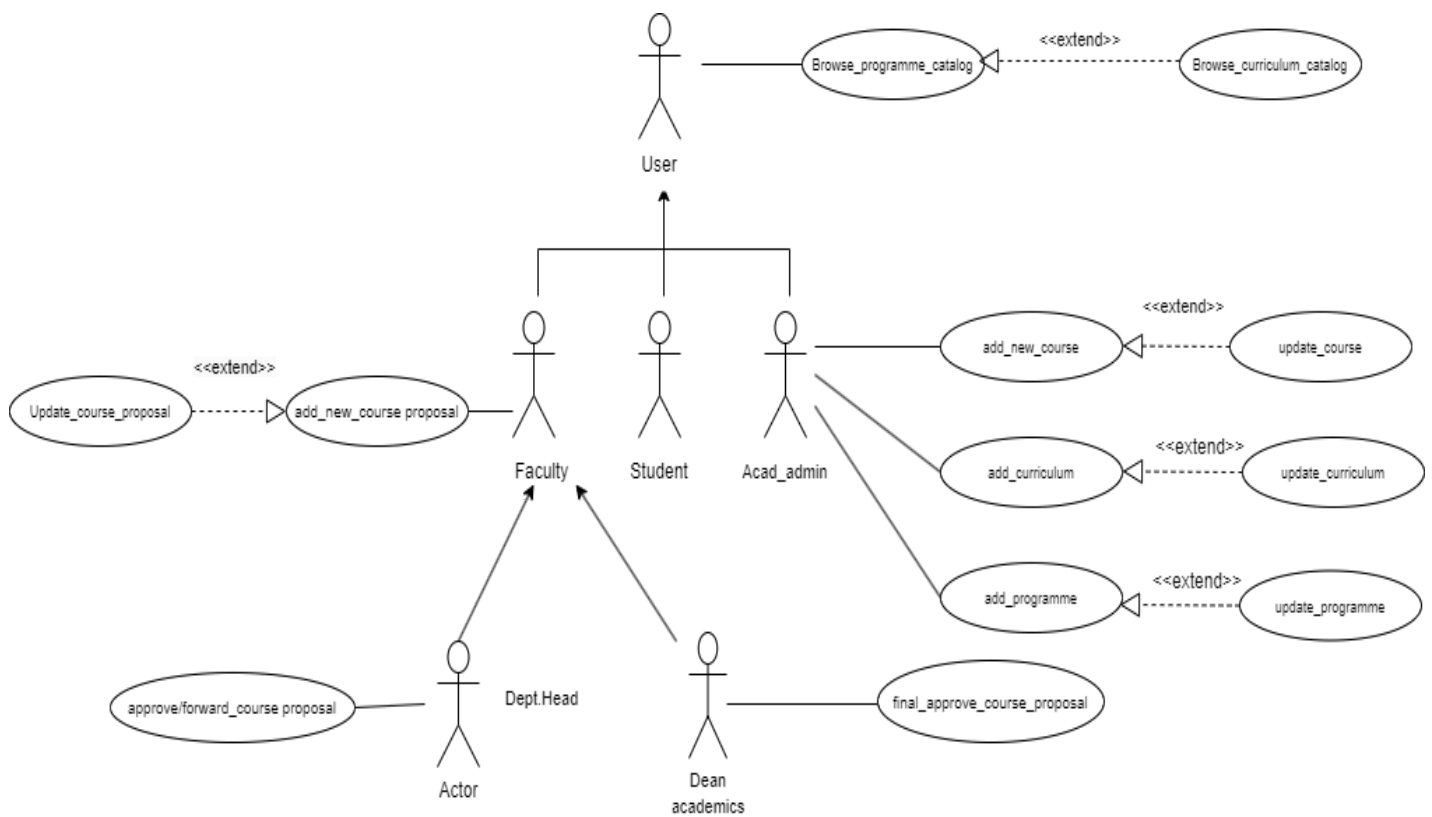 <<extend>>
Browse_programme_catalog
Browse_curriculum_catalog
User
<<extend>>
add_new_course
update_course
<<extend>>
Update_course_proposal
add_new_course proposal
Faculty
Student
Acad_admin
<<extend>>
add_curriculum
update_curriculum
<<extend>>
add_programme
update_programme
approve/forward_course proposal
Dept.Head
final_approve_course_proposal
Actor
Dean
academics